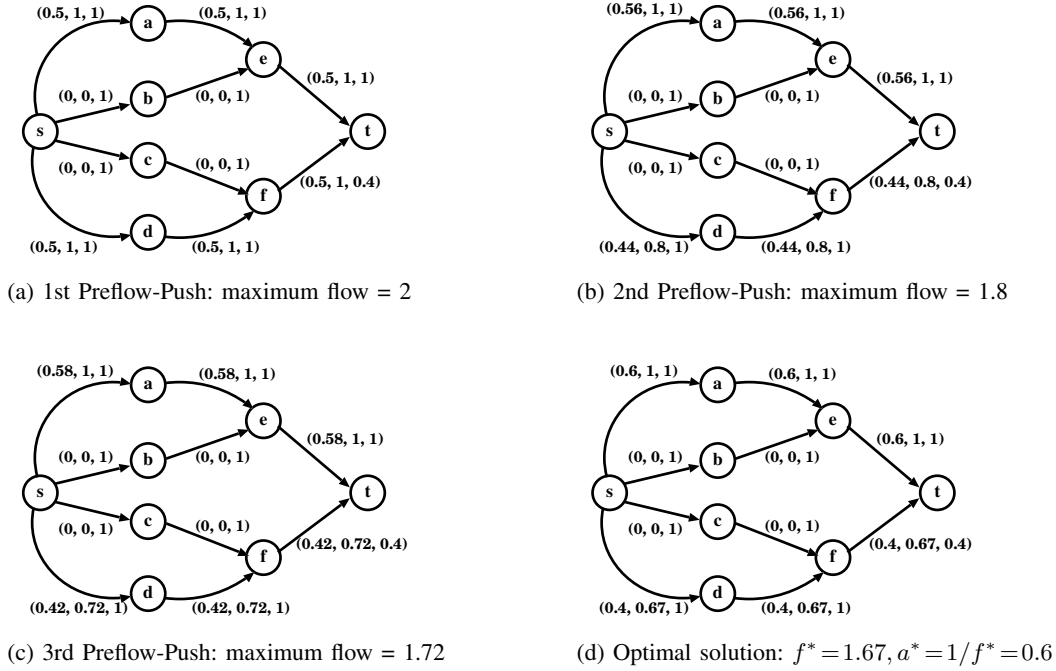 (0.5, 1, 1)
a
(0.5, 1, 1)
e
(0, 0, 1)
b
(0, 0, 1)
(0.5, 1, 1)
s
t
(0, 0, 1)
c
(0, 0, 1)
f
(0.5, 1, 0.4)
(0.5, 1, 1)
d
(0.5, 1, 1)
(a) 1st Preflow-Push: maximum flow = 2
(0.56, 1, 1)
a
(0.56, 1, 1)
e
(0, 0, 1)
b
(0, 0, 1)
(0.56, 1, 1)
s
t
(0, 0, 1)
c
(0, 0, 1)
f
(0.44, 0.8, 0.4)
(0.44, 0.8, 1)
d
(0.44, 0.8, 1)
(b) 2nd Preflow-Push: maximum flow = 1.8
(0.58, 1, 1)
a
(0.58, 1, 1)
e
(0, 0, 1)
b
(0, 0, 1)
(0.58, 1, 1)
s
t
(0, 0, 1)
c
(0, 0, 1)
f
(0.42, 0.72, 0.4)
(0.42, 0.72, 1)
d
(0.42, 0.72, 1)
(c) 3rd Preflow-Push: maximum flow = 1.72
(0.6, 1, 1)
a
(0.6, 1, 1)
e
(0, 0, 1)
b
(0, 0, 1)
(0.6, 1, 1)
s
t
(0, 0, 1)
c
(0, 0, 1)
f
(0.4, 0.67, 0.4)
(0.4, 0.67, 1)
d
(0.4, 0.67, 1)
(d) Optimal solution: f* = 1.67, a* = 1/f* = 0.6